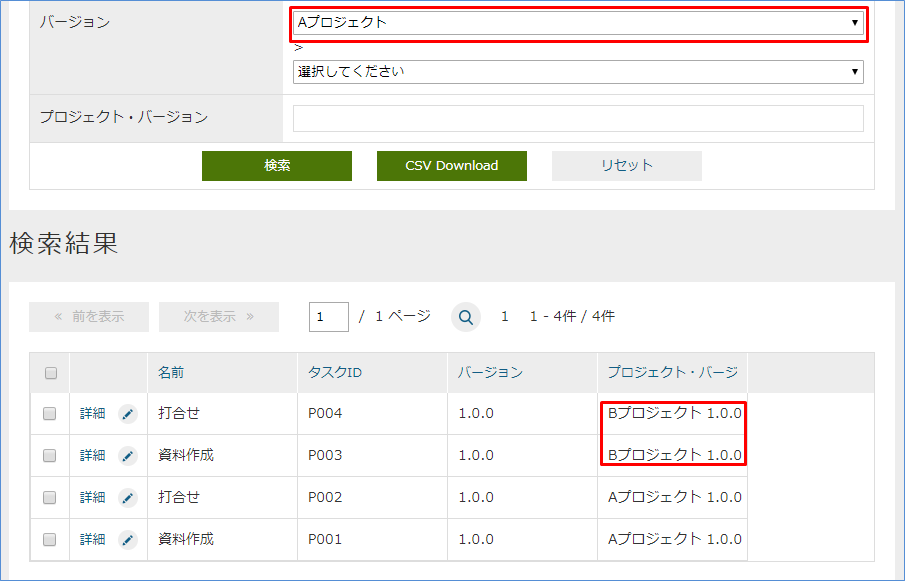 バージョン
Aプロジェクト
>
選択してください
プロジェクト・バージョン
検索 CSV Download リセット
検索結果
« 前を表示 次を表示 » 1 / 1 ページ 1 1 - 4件 / 4件
名前 タスクID バージョン プロジェクト・バージ
詳細 打合せ P004 1.0.0 Bプロジェクト 1.0.0
詳細 資料作成 P003 1.0.0 Bプロジェクト 1.0.0
詳細 打合せ P002 1.0.0 Aプロジェクト 1.0.0
詳細 資料作成 P001 1.0.0 Aプロジェクト 1.0.0